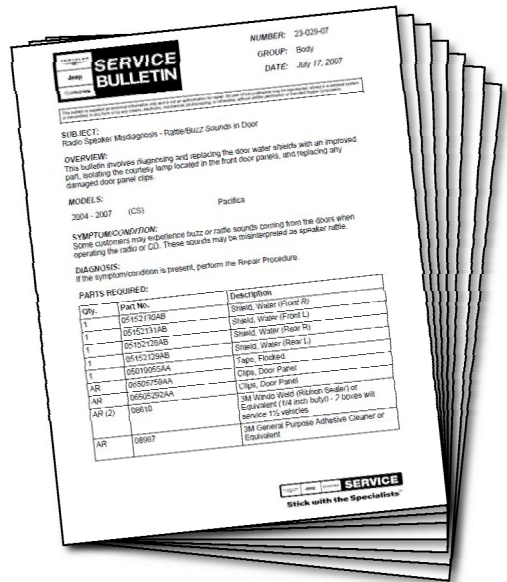 Jeep
SERVICE
BULLETIN
NUMBER: 23-029-07
GROUP: Body
DATE: July 17, 2007
SUBJECT:
Radio Speaker Misdiagnosis - Rattle/Buzz Sounds in Door
OVERVIEW:
This bulletin involves diagnosing and replacing the door water shields with an improved
part, isolating the courtesy lamp located in the front door panels, and replacing any
damaged door panel clips.
MODELS:
2004 - 2007 (CS) Pacifica
SYMPTOM/CONDITION:
Some customers may experience buzz or rattle sounds coming from the doors when
operating the radio or CD. These sounds may be misinterpreted as speaker rattle.
DIAGNOSIS:
If the symptom/condition is present, perform the Repair Procedure.
PARTS REQUIRED:
Qty. Part No. Description
1 05152130AB Shield, Water (Front R)
1 05152131AB Shield, Water (Front L)
1 05152128AB Shield, Water (Rear R)
1 05152129AB Shield, Water (Rear L)
1 05019055AA Tape, Flocked
AR 06505759AA Clips, Door Panel
AR 06505292AA Clips, Door Panel
AR (2) 08610 3M Windo Weld (Ribbon Sealer) or
Equivalent (1/4 inch butyl) - 2 boxes will
service 1½ vehicles
AR 08987 3M General Purpose Adhesive Cleaner or
Equivalent
SERVICE
Stick with the Specialists